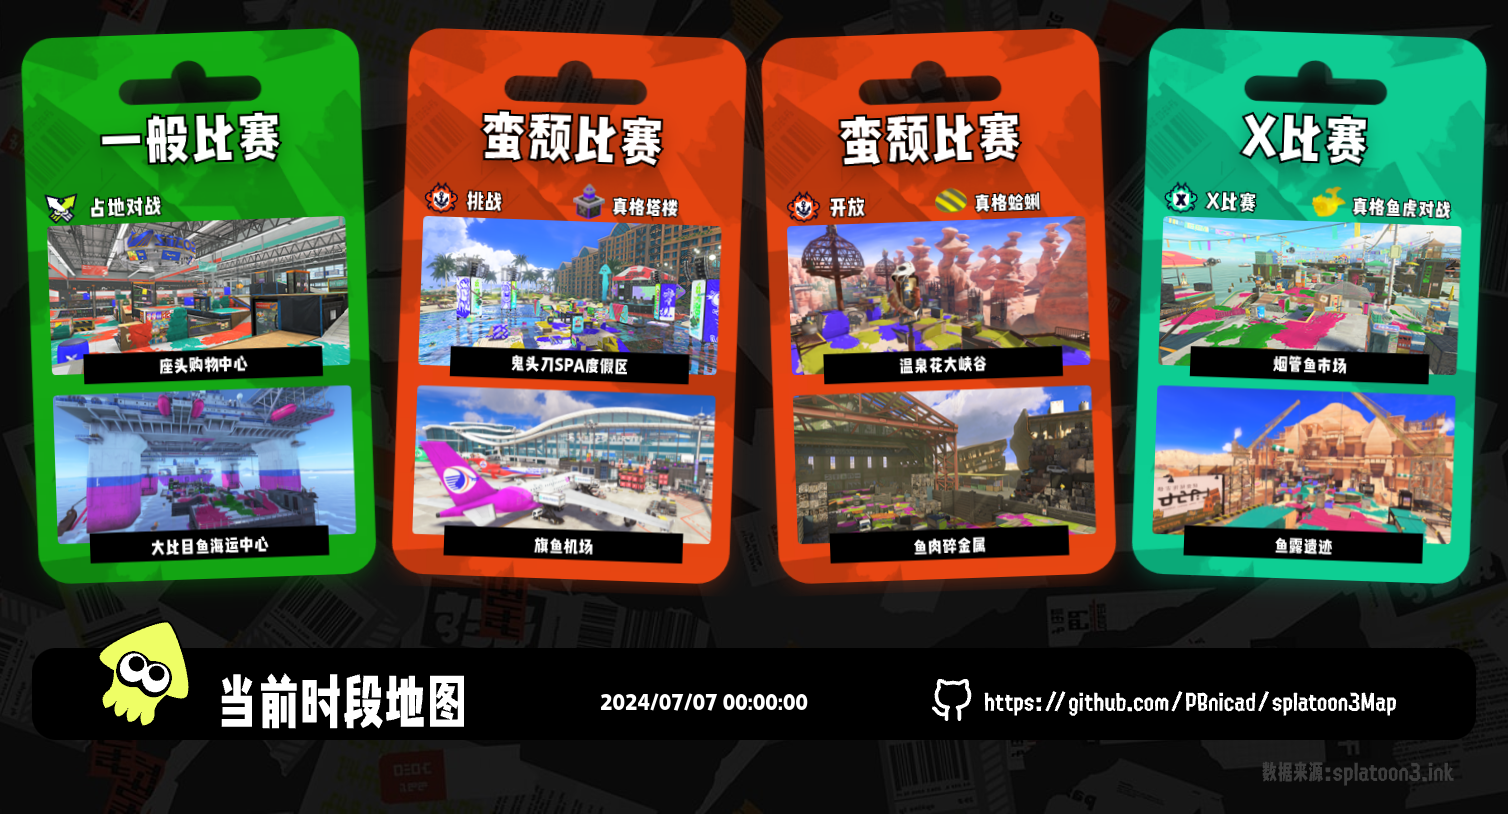 一般比赛
占地对战
座头购物中心
大比目鱼海运中心
蛮颓比赛
挑战
真格塔楼
鬼头刀SPA度假区
旗鱼机场
蛮颓比赛
开放
真格蛤蜊
温泉花大峡谷
鱼肉碎金属
X比赛
X比赛
真格鱼虎对战
烟管鱼市场
鱼露遗迹
当前时段地图
2024/07/07 00:00:00
https://github.com/PBnicad/splatoon3Map
数据来源:splatoon3.ink